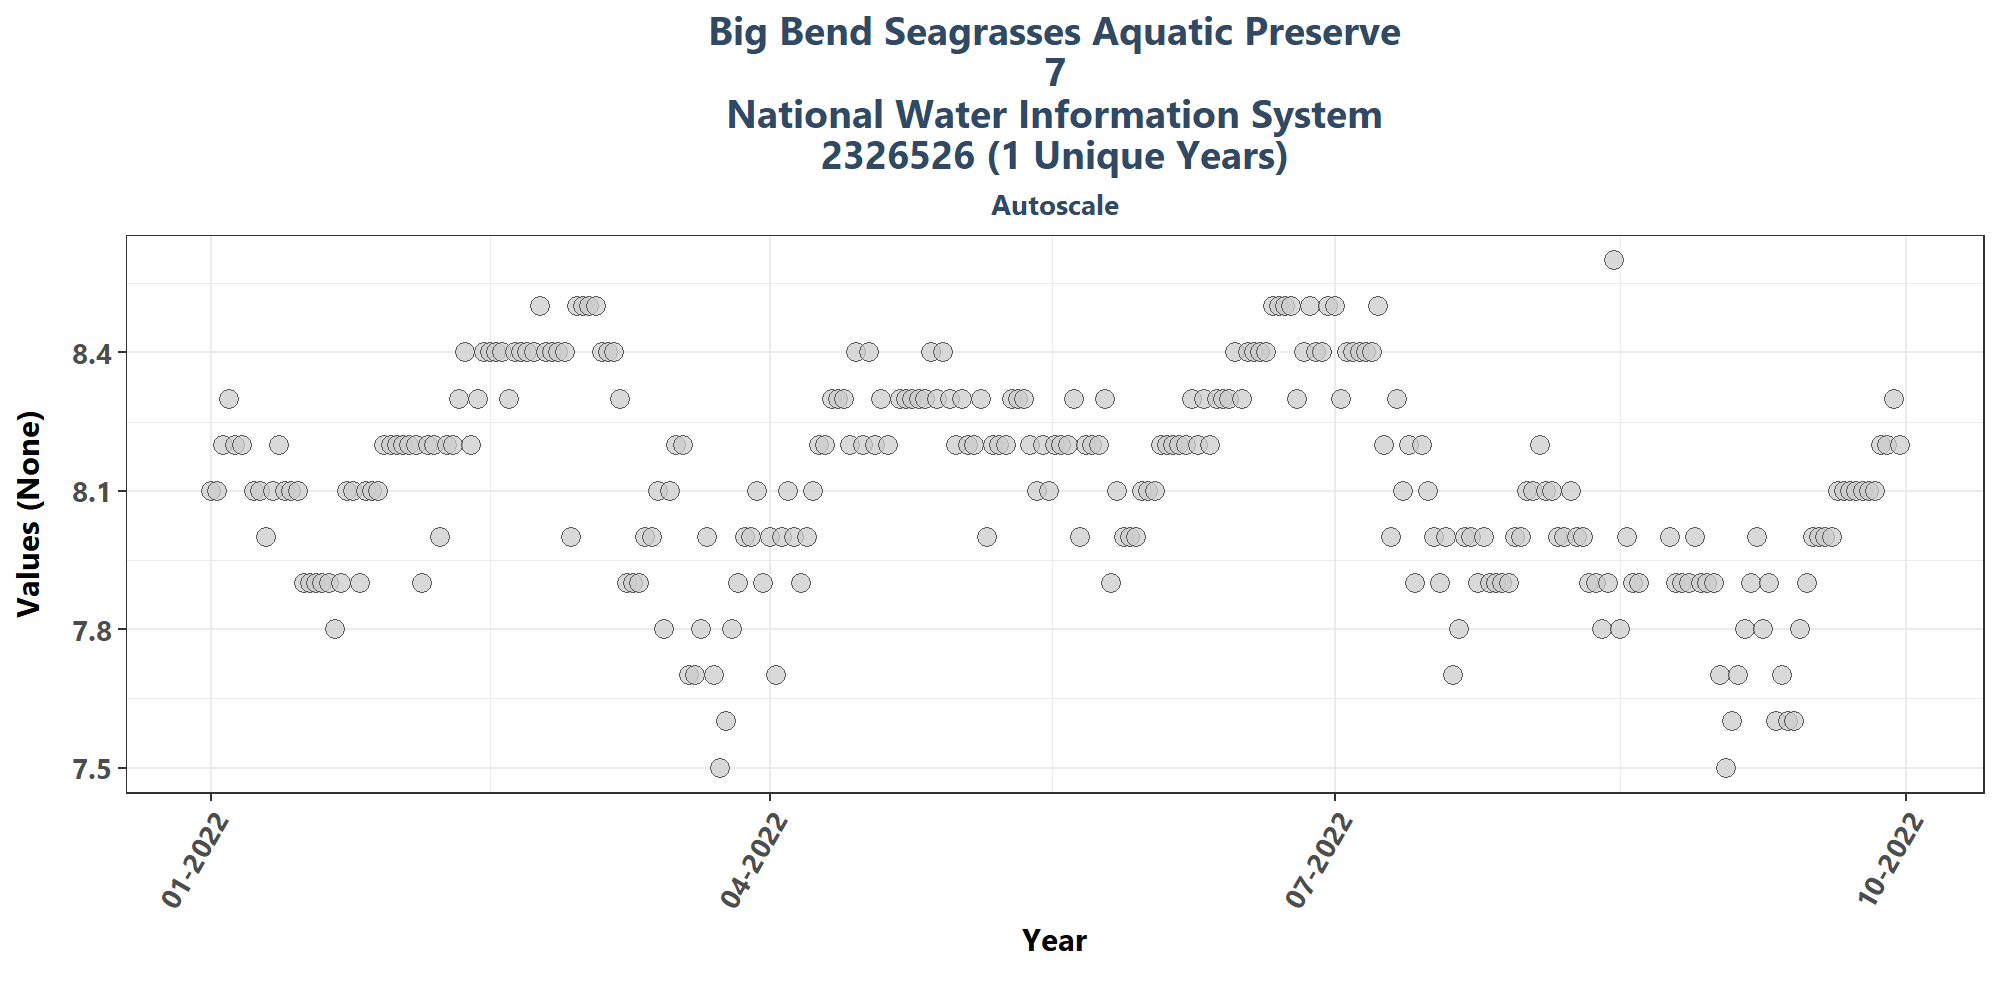 Big Bend Seagrasses Aquatic Preserve
7
National Water Information System
2326526 (1 Unique Years)
Autoscale
Values (None)
8.4
8.1
7.8
7.5
01-2022
04-2022
07-2022
10-2022
Year